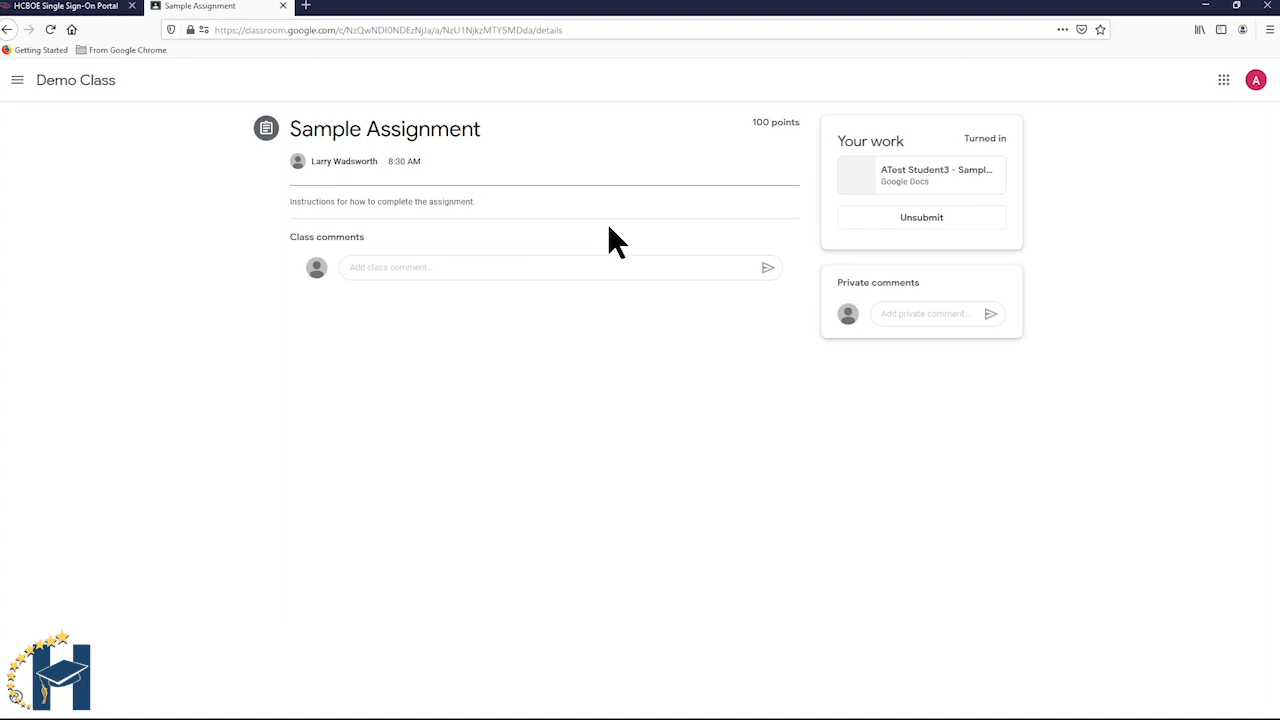 HCBOE Single Sign-On Portal
Sample Assignment
https://classroom.google.com/c/NzQwNDI0NDEzNjJa/a/NzU1NjkzMTY5MDda/details
Getting Started
From Google Chrome
Demo Class
A
Sample Assignment
100 points
Larry Wadsworth 8:30 AM
Instructions for how to complete the assignment.
Class comments
Add class comment...
Your work
Turned in
ATest Student3 - Sampl...
Google Docs
Unsubmit
Private comments
Add private comment...
H